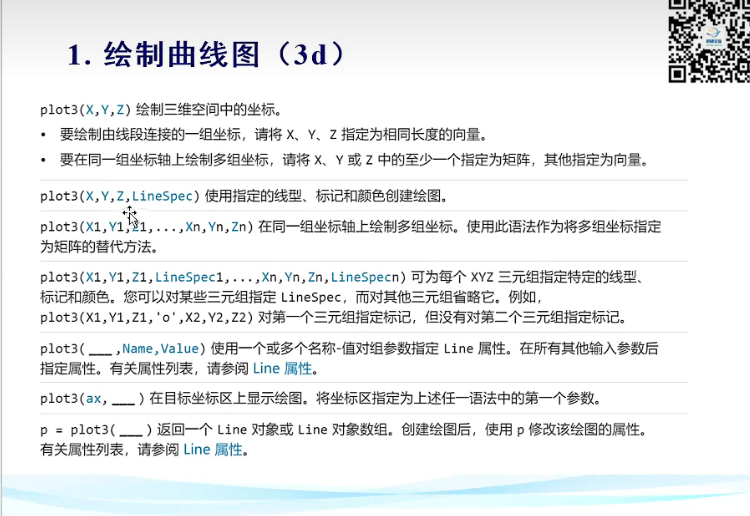 1. 绘制曲线图（3d）
plot3(X,Y,Z) 绘制三维空间中的坐标。
• 要绘制由线段连接的一组坐标，请将 X、Y、Z 指定为相同长度的向量。
• 要在同一组坐标轴上绘制多组坐标，请将 X、Y 或 Z 中的至少一个指定为矩阵，其他指定为向量。
plot3(X,Y,Z,LineSpec) 使用指定的线型、标记和颜色创建绘图。
plot3(X1,Y1,Z1,...,Xn,Yn,Zn) 在同一组坐标轴上绘制多组坐标。使用此语法作为将多组坐标指定
为矩阵的替代方法。
plot3(X1,Y1,Z1,LineSpec1,...,Xn,Yn,Zn,LineSpecn) 可为每个 XYZ 三元组指定特定的线型、
标记和颜色。您可以对某些三元组指定 LineSpec，而对其他三元组省略它。例如，
plot3(X1,Y1,Z1,'o',X2,Y2,Z2) 对第一个三元组指定标记，但没有对第二个三元组指定标记。
plot3(___,Name,Value) 使用一个或多个名称-值对组参数指定 Line 属性。在所有其他输入参数后
指定属性。有关属性列表，请参阅 Line 属性。
plot3(ax,___) 在目标坐标区上显示绘图。将坐标区指定为上述任一语法中的第一个参数。
p = plot3(___) 返回一个 Line 对象或 Line 对象数组。创建绘图后，使用 p 修改该绘图的属性。
有关属性列表，请参阅 Line 属性。